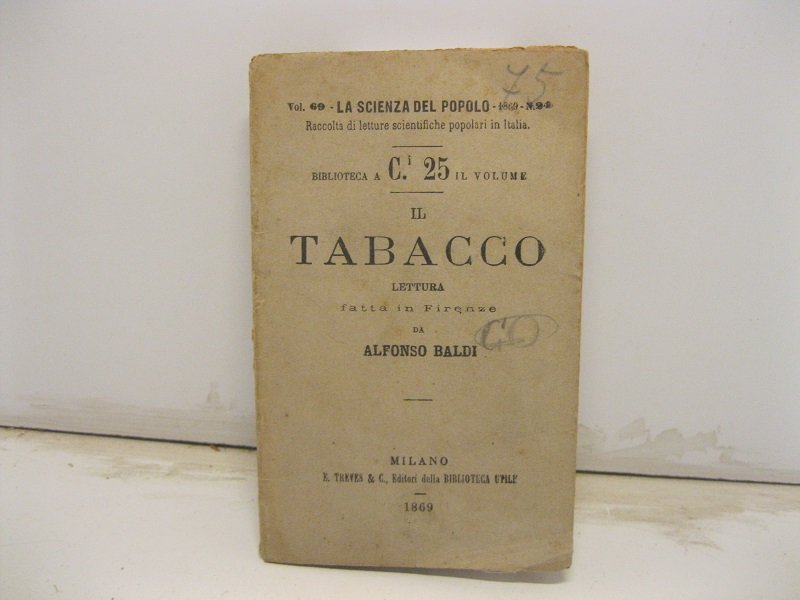 75
Vol. 69 - LA SCIENZA DEL POPOLO - 1869 - N.
Raccolta di letture scientifiche popolari in Italia.
BIBLIOTECA A C.i 25 IL VOLUME
IL
TABACCO
LETTURA
fatta in Firenze
DA
ALFONSO BALDI
MILANO
E. TREVES & C., Editori della BIBLIOTECA UTILE
1869